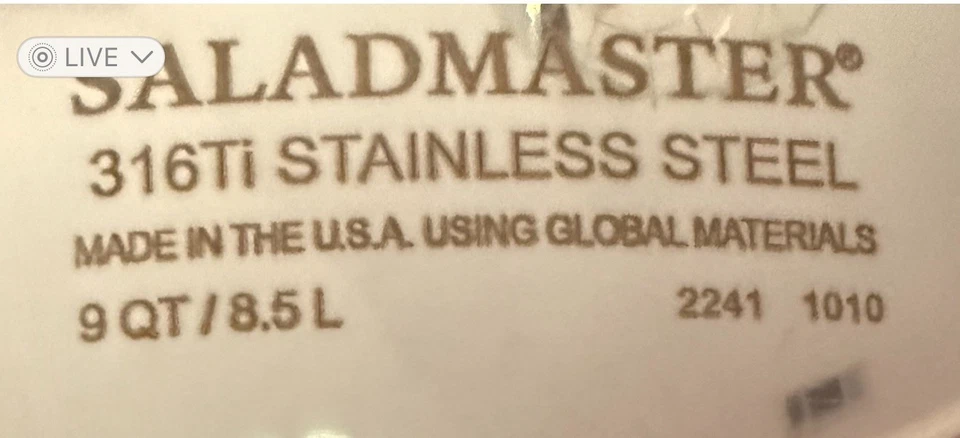 LIVE
SALADMASTER®
316Ti STAINLESS STEEL
MADE IN THE U.S.A. USING GLOBAL MATERIALS
9 QT / 8.5 L 2241 1010